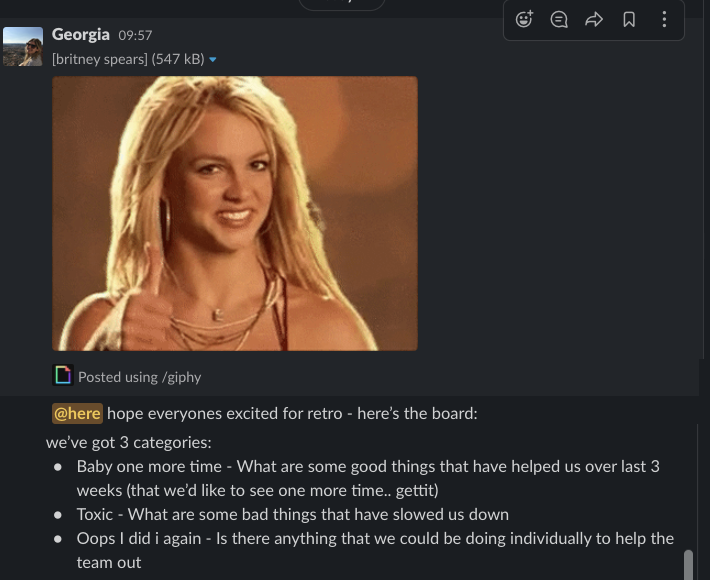 Georgia 09:57
[britney spears] (547 kB)
Posted using /giphy
@here hope everyones excited for retro - here's the board:
we've got 3 categories:
● Baby one more time - What are some good things that have helped us over last 3
weeks (that we'd like to see one more time.. gettit)
● Toxic - What are some bad things that have slowed us down
● Oops I did i again - Is there anything that we could be doing individually to help the
team out